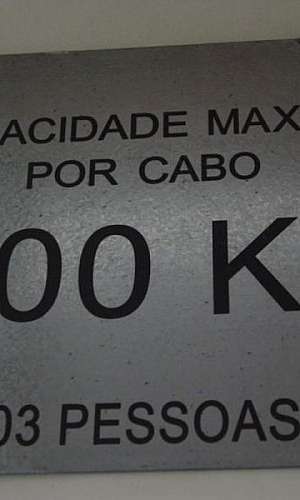 ACIDADE MAX
POR CABO
00 K
03 PESSOAS